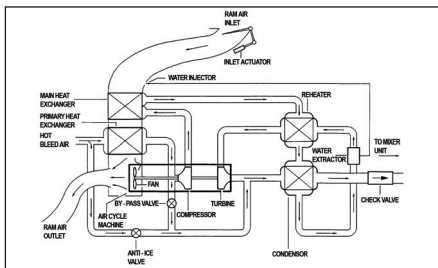 RAM AIR
INLET
WATER INJECTOR
INLET ACTUATOR
MAIN HEAT
EXCHANGER
REHEATER
PRIMARY HEAT
EXCHANGER
HOT
BLEED AIR
WATER
EXTRACTOR
TO MIXER
UNIT
FAN
BY - PASS VALVE
COMPRESSOR
TURBINE
CHECK VALVE
RAM AIR
OUTLET
AIR CYCLE
MACHINE
CONDENSOR
ANTI - ICE
VALVE